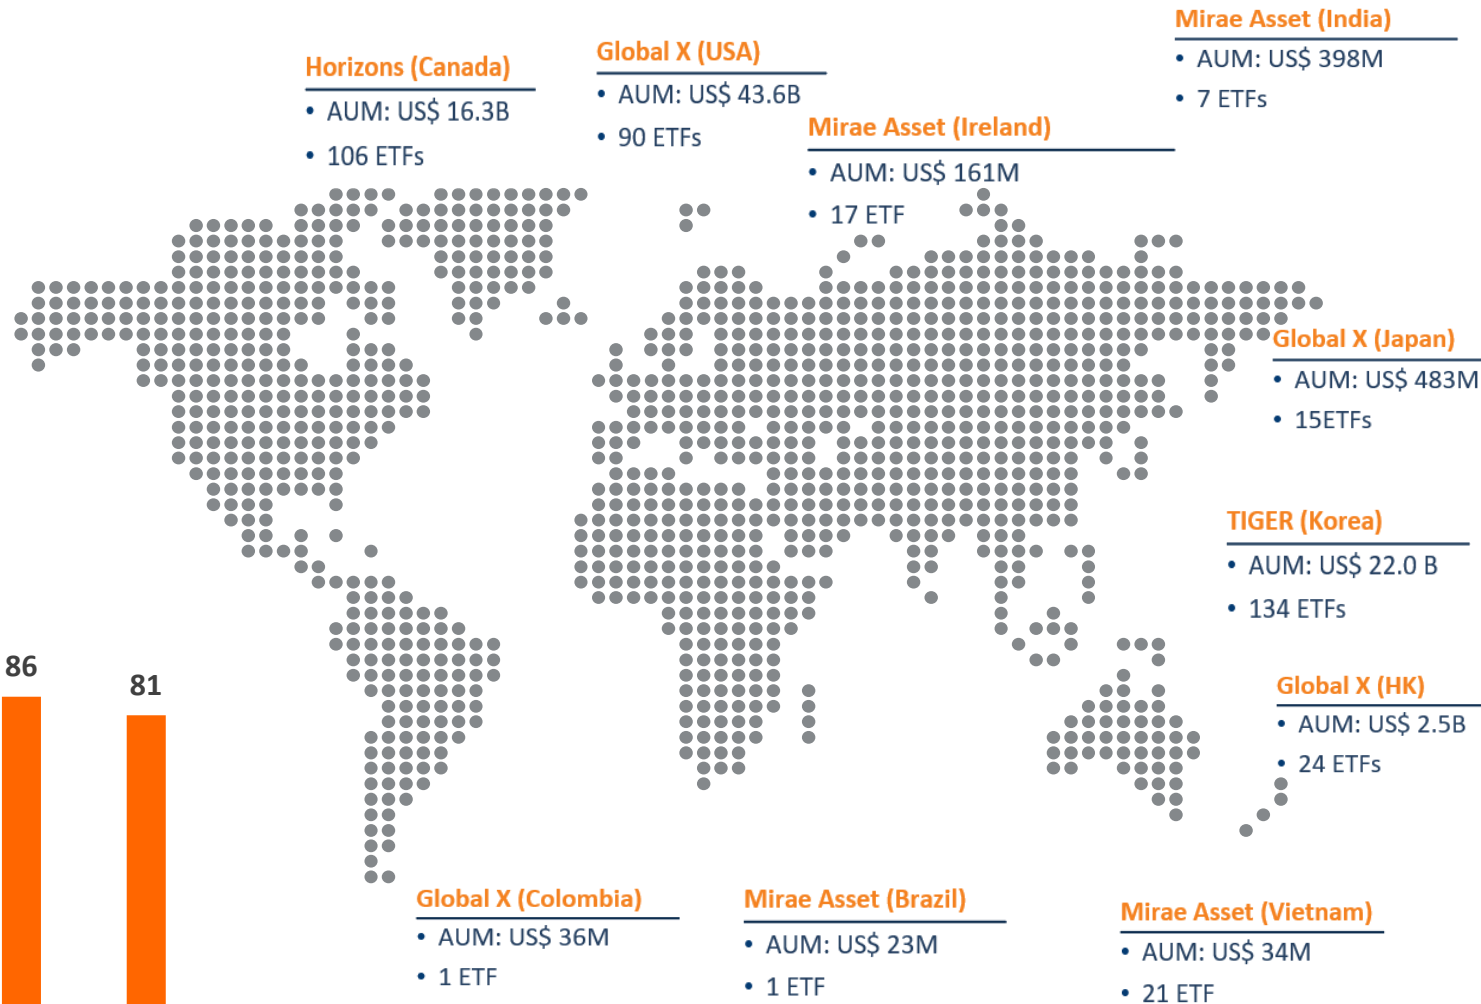 Mirae Asset (India)
• AUM: US$ 398M
• 7 ETFs
Global X (USA)
• AUM: US$ 43.6B
• 90 ETFs
Horizons (Canada)
• AUM: US$ 16.3B
• 106 ETFs
Mirae Asset (Ireland)
• AUM: US$ 161M
• 17 ETF
Global X (Japan)
• AUM: US$ 483M
• 15ETFs
TIGER (Korea)
• AUM: US$ 22.0 B
• 134 ETFs
86
81
Global X (HK)
• AUM: US$ 2.5B
• 24 ETFs
Global X (Colombia)
• AUM: US$ 36M
• 1 ETF
Mirae Asset (Brazil)
• AUM: US$ 23M
• 1 ETF
Mirae Asset (Vietnam)
• AUM: US$ 34M
• 21 ETF